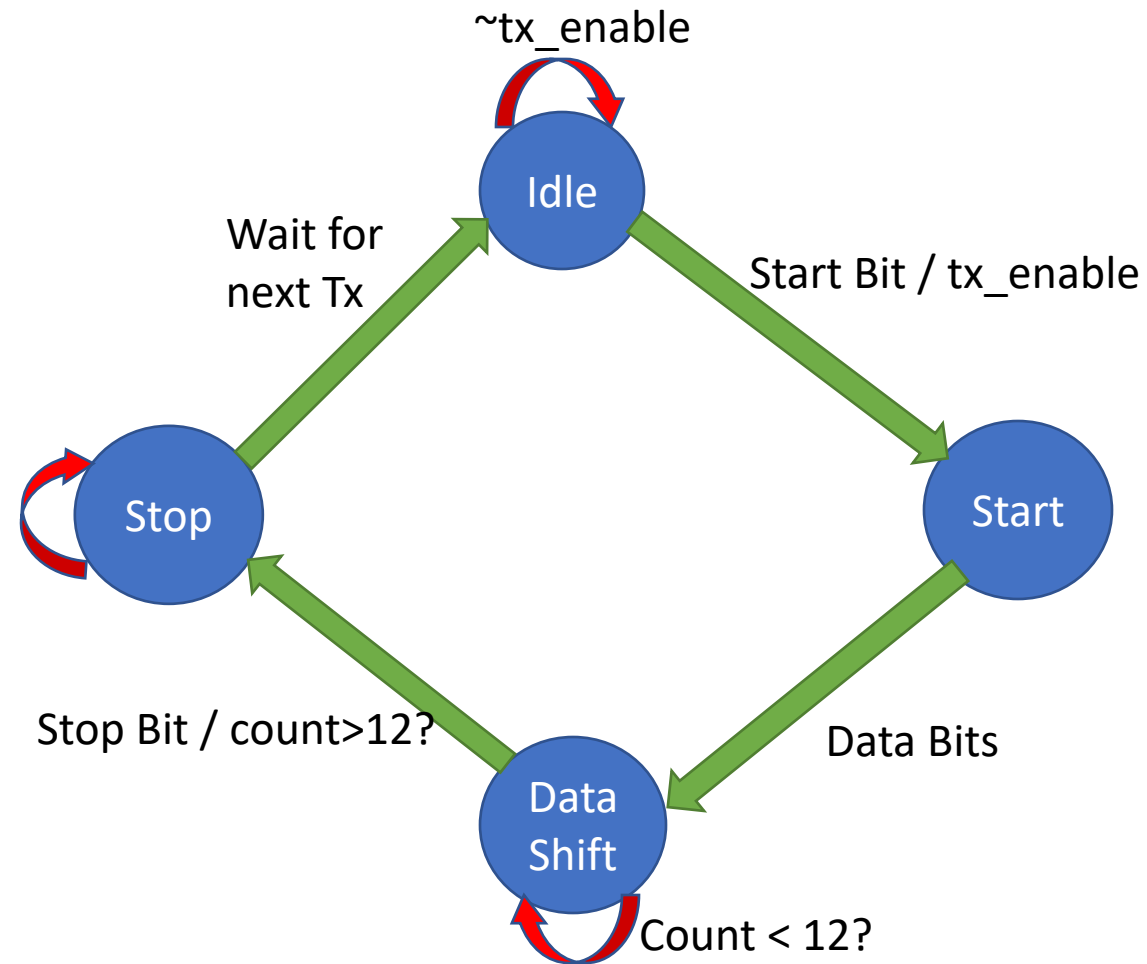 ~tx_enable
Idle
Wait for
next Tx
Start Bit / tx_enable
Stop
Start
Stop Bit / count>12?
Data Bits
Data
Shift
Count < 12?